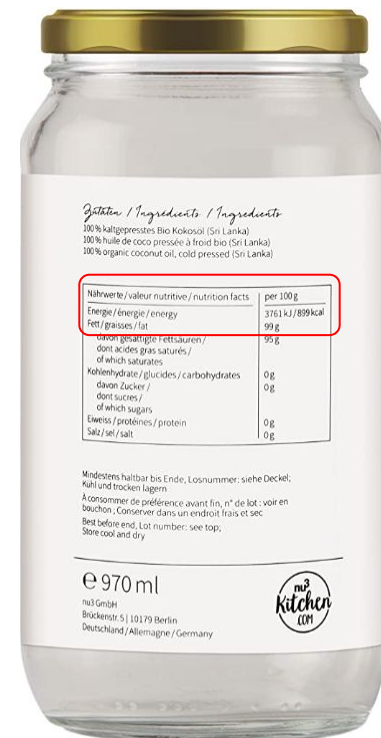 Zutaten / Ingrédients / Ingredients
100% kaltgepresstes Bio Kokosöl (Sri Lanka)
100% huile de coco pressée à froid bio (Sri Lanka)
100% organic coconut oil, cold pressed (Sri Lanka)
Nährwerte/valeur nutritive/nutrition facts per 100 g
Energie/énergie/energy 3761 kJ/899 kcal
Fett/graisses/fat 99 g
davon gesättigte Fettsäuren/ 95 g
dont acides gras saturés/
of which saturates
Kohlenhydrate/glucides/carbohydrates 0 g
davon Zucker/ 0 g
dont sucres/
of which sugars
Eiweiss/protéines/protein 0 g
Salz/sel/salt 0 g
Mindestens haltbar bis Ende, Losnummer: siehe Deckel;
Kühl und trocken lagern
À consommer de préférence avant fin, n° de lot : voir en
bouchon ; Conserver dans un endroit frais et sec
Best before end, Lot number: see top;
Store cool and dry
℮ 970 ml
nu3 GmbH
Brückenstr. 5 | 10179 Berlin
Deutschland/Allemagne/Germany
nu3
Kitchen
.COM